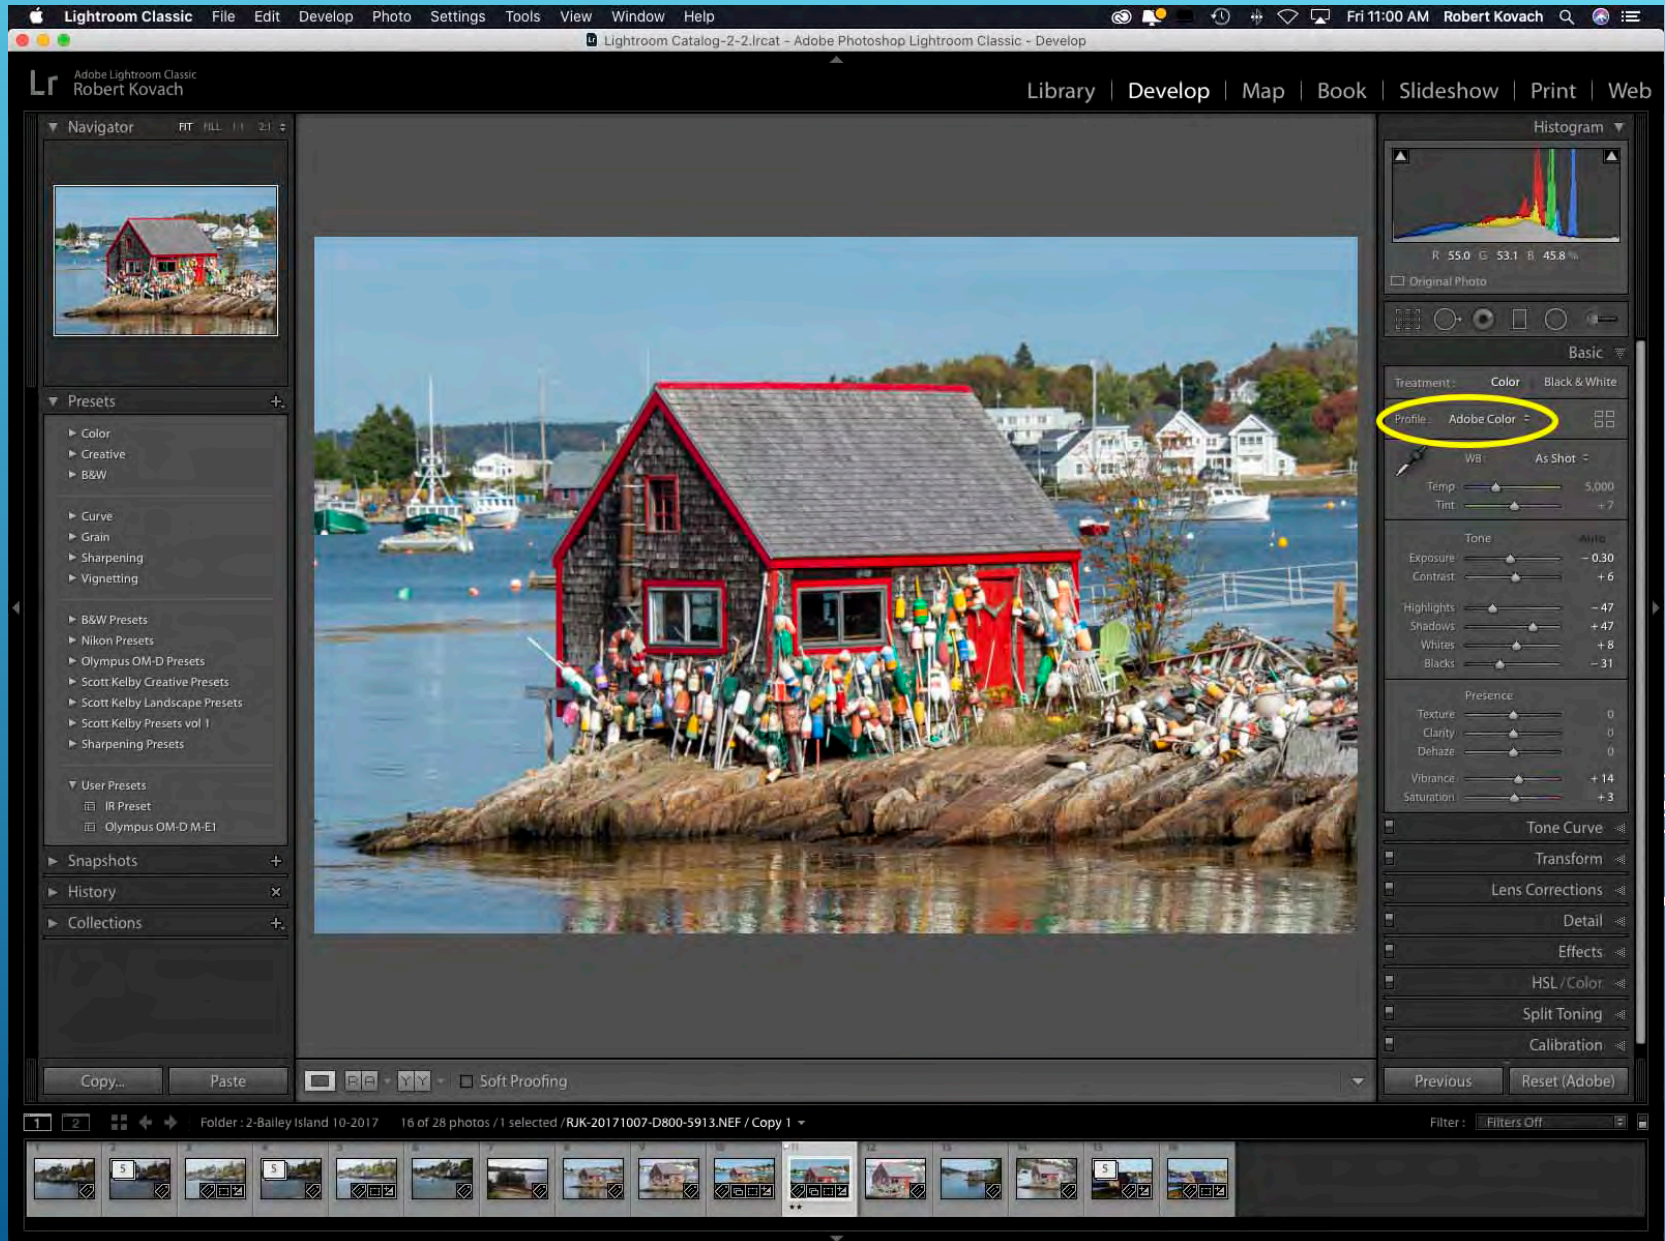 Lightroom Classic File Edit Develop Photo Settings Tools View Window Help Fri 11:00 AM Robert Kovach
Lightroom Catalog-2-2.lrcat - Adobe Photoshop Lightroom Classic - Develop
Lr Adobe Lightroom Classic
Robert Kovach
Library | Develop | Map | Book | Slideshow | Print | Web
Navigator FIT FILL 1:1 2:1
Presets
Color
Creative
B&W
Curve
Grain
Sharpening
Vignetting
B&W Presets
Nikon Presets
Olympus OM-D Presets
Scott Kelby Creative Presets
Scott Kelby Landscape Presets
Scott Kelby Presets vol 1
Sharpening Presets
User Presets
IR Preset
Olympus OM-D M-E1
Snapshots
History
Collections
Copy... Paste
Soft Proofing
Histogram
R 55.0 G 53.1 B 45.8 %
Original Photo
Basic
Treatment : Color Black & White
Profile : Adobe Color
WB : As Shot
Temp 5,000
Tint + 7
Tone Auto
Exposure - 0.30
Contrast + 6
Highlights - 47
Shadows + 47
Whites + 8
Blacks - 31
Presence
Texture 0
Clarity 0
Dehaze 0
Vibrance + 14
Saturation + 3
Tone Curve
Transform
Lens Corrections
Detail
Effects
HSL / Color
Split Toning
Calibration
Previous Reset (Adobe)
1 2 Folder : 2-Bailey Island 10-2017 16 of 28 photos / 1 selected / RJK-20171007-D800-5913.NEF / Copy 1 Filter : Filters Off
5 5 5